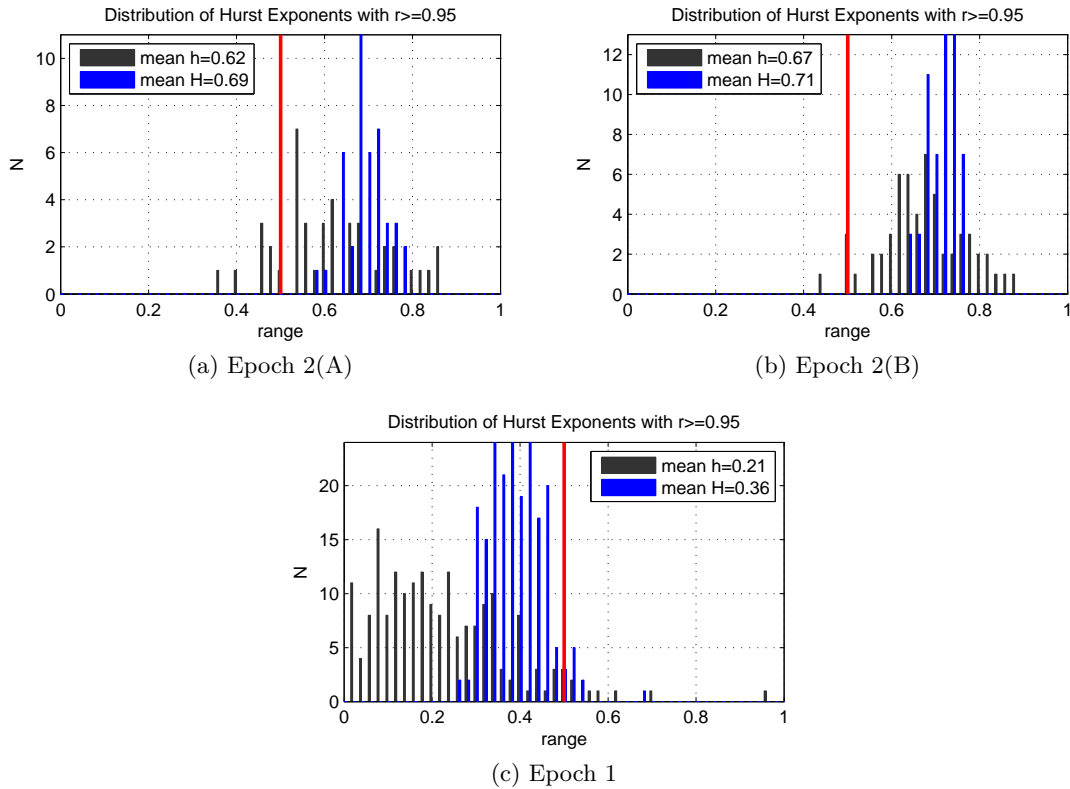 Distribution of Hurst Exponents with r>=0.95
mean h=0.62
mean H=0.69
N
10
8
6
4
2
0
0 0.2 0.4 0.6 0.8 1
range
(a) Epoch 2(A)
Distribution of Hurst Exponents with r>=0.95
mean h=0.67
mean H=0.71
N
12
10
8
6
4
2
0
0 0.2 0.4 0.6 0.8 1
range
(b) Epoch 2(B)
Distribution of Hurst Exponents with r>=0.95
mean h=0.21
mean H=0.36
N
20
15
10
5
0
0 0.2 0.4 0.6 0.8 1
range
(c) Epoch 1